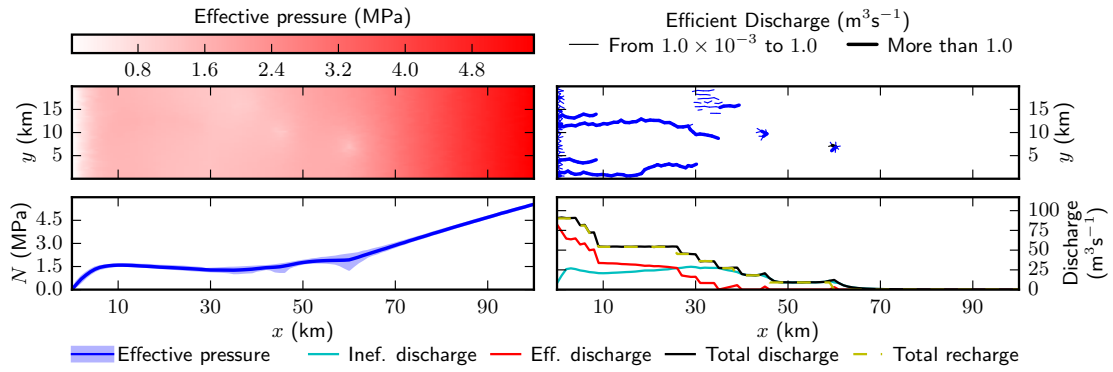 Effective pressure (MPa)
0.8 1.6 2.4 3.2 4.0 4.8
Efficient Discharge (m³s⁻¹)
From 1.0 × 10⁻³ to 1.0 More than 1.0
y (km)
15
10
5
15
10
5
y (km)
N (MPa)
4.5
3.0
1.5
0.0
10 30 50 70 90
x (km)
100
75
50
25
0
Discharge
(m³s⁻¹)
10 30 50 70 90
x (km)
Effective pressure Inef. discharge Eff. discharge Total discharge Total recharge